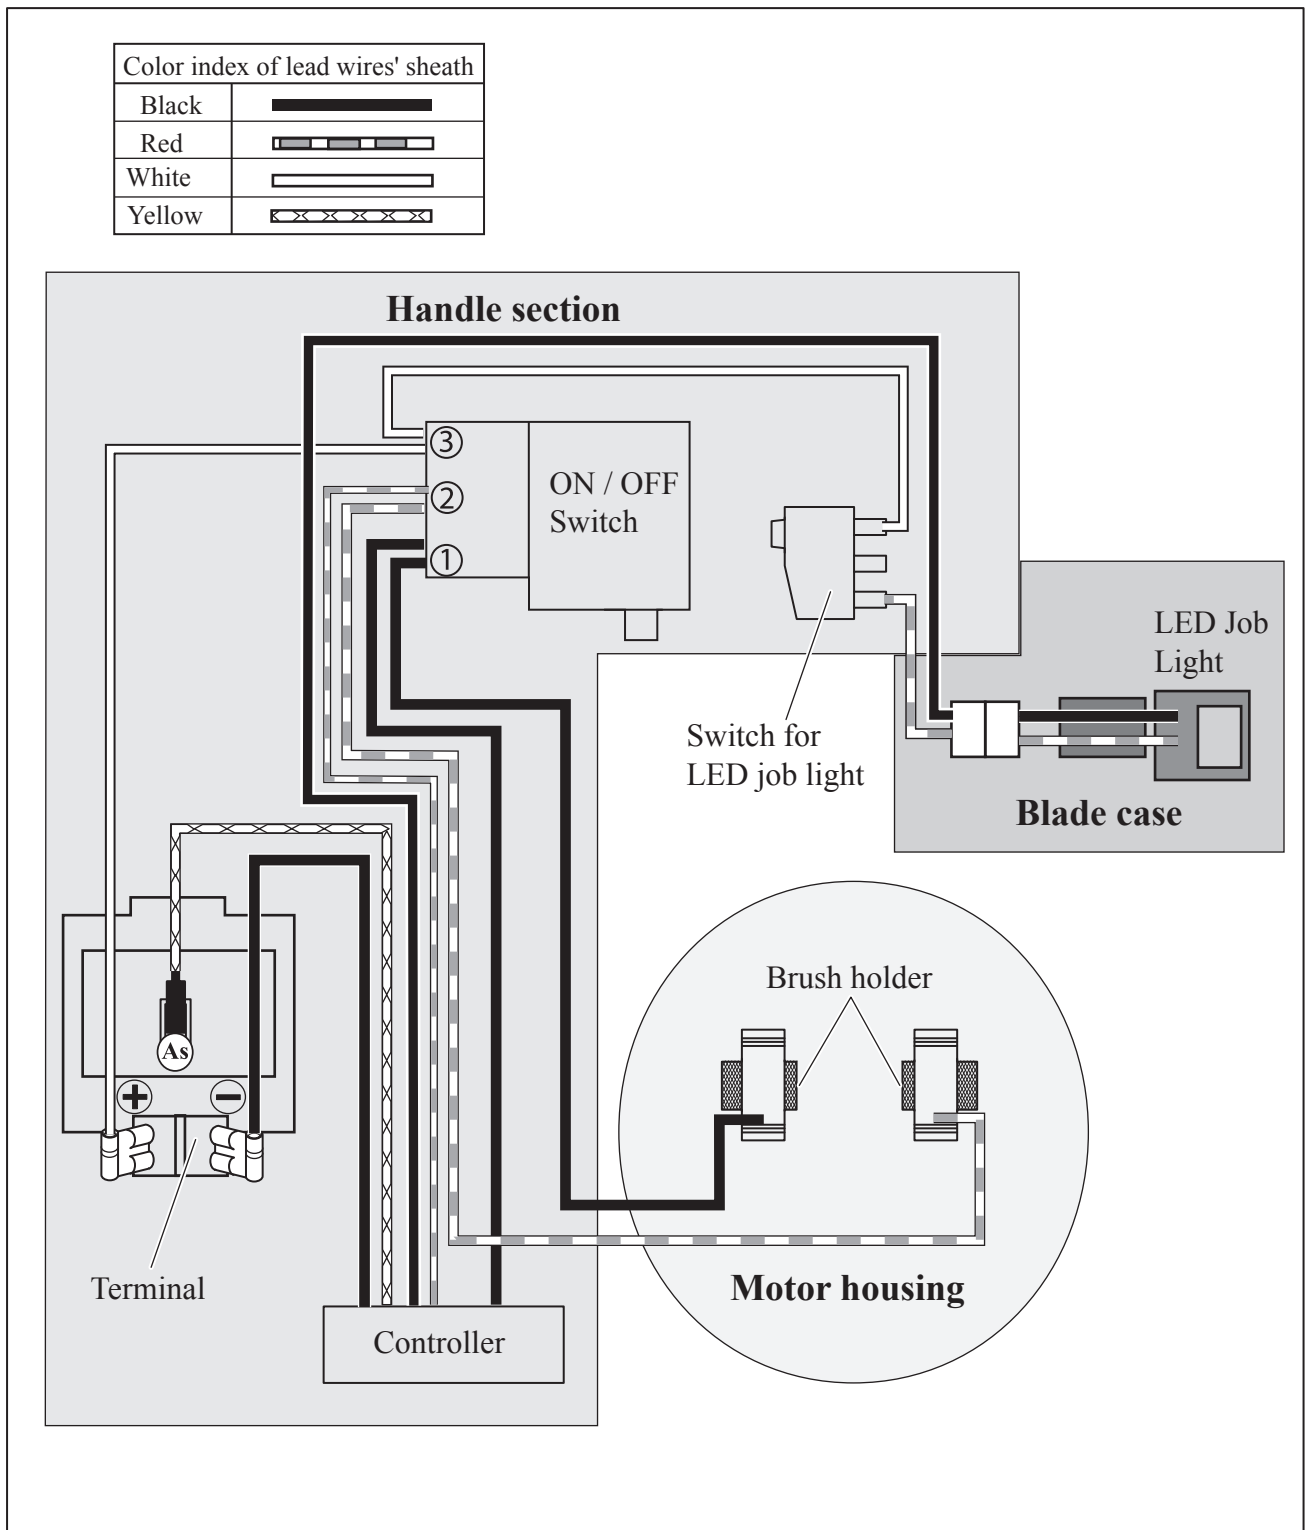 Color index of lead wires' sheath
Black
Red
White
Yellow
Handle section
3
2
1
ON / OFF
Switch
LED Job
Light
Switch for
LED job light
Blade case
Brush holder
As
+ −
Terminal
Motor housing
Controller